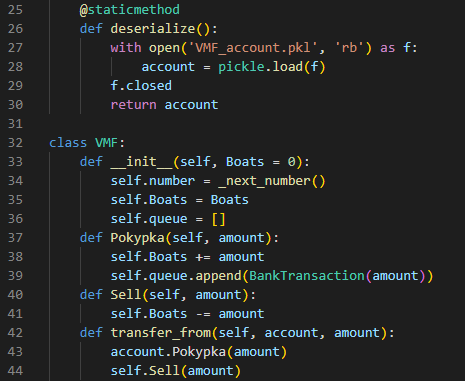 25 @staticmethod
26 def deserialize():
27 with open('VMF_account.pkl', 'rb') as f:
28 account = pickle.load(f)
29 f.closed
30 return account
31
32 class VMF:
33 def __init__(self, Boats = 0):
34 self.number = _next_number()
35 self.Boats = Boats
36 self.queue = []
37 def Pokypka(self, amount):
38 self.Boats += amount
39 self.queue.append(BankTransaction(amount))
40 def Sell(self, amount):
41 self.Boats -= amount
42 def transfer_from(self, account, amount):
43 account.Pokypka(amount)
44 self.Sell(amount)